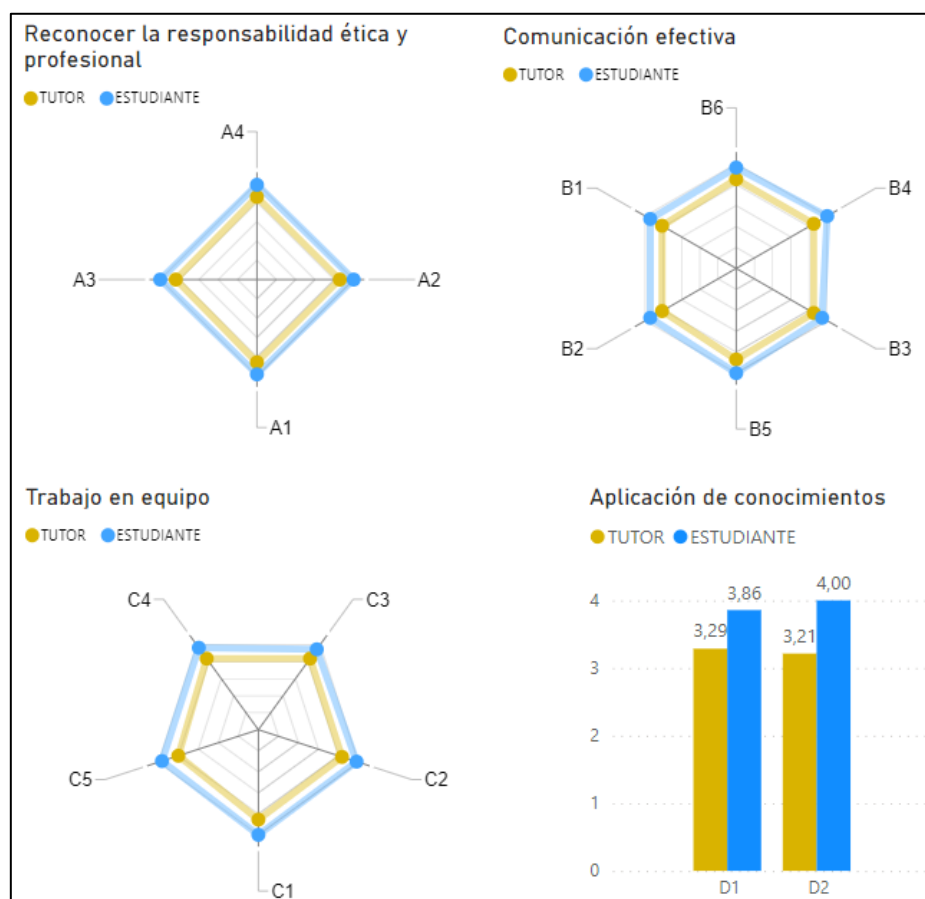 Reconocer la responsabilidad ética y
profesional
TUTOR ESTUDIANTE
A4
A3
A2
A1
Comunicación efectiva
TUTOR ESTUDIANTE
B6
B1
B4
B2
B3
B5
Trabajo en equipo
TUTOR ESTUDIANTE
C4
C3
C5
C2
C1
Aplicación de conocimientos
TUTOR ESTUDIANTE
4
3
2
1
0
3,29
3,86
3,21
4,00
D1
D2